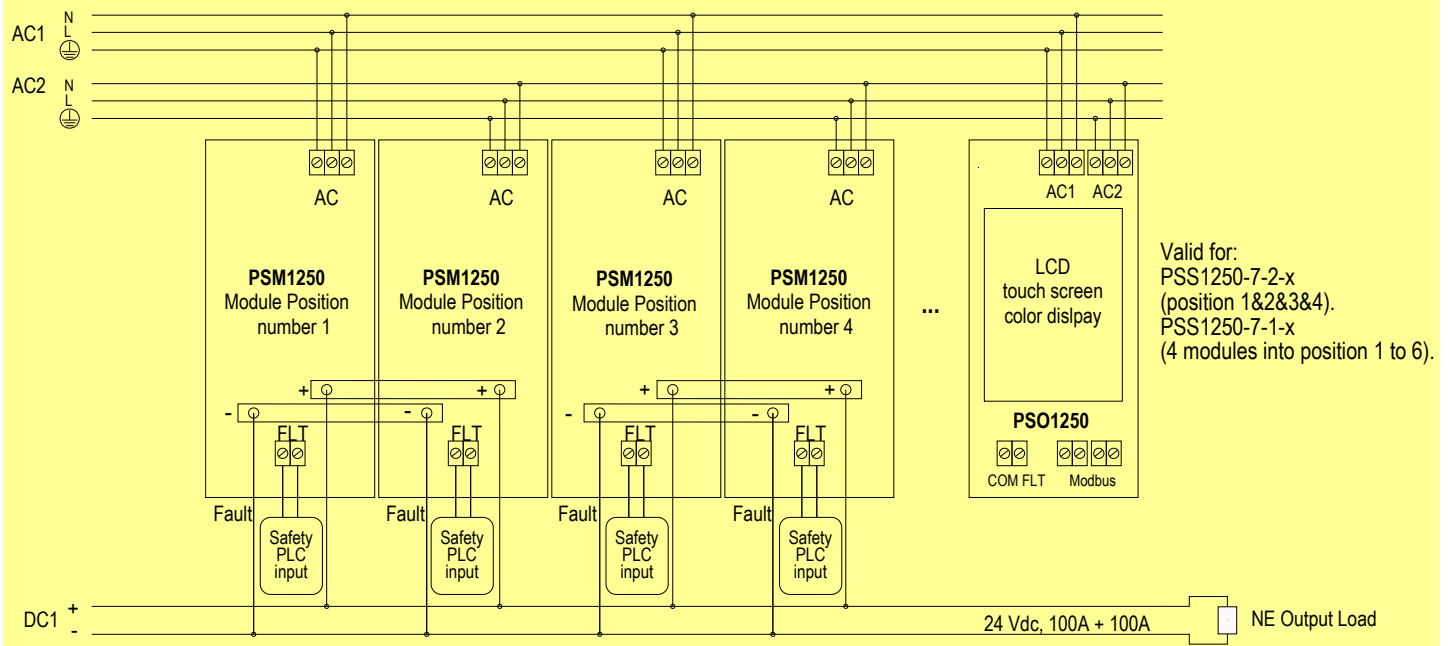 AC1 N
L
AC2 N
L
AC
AC
AC
AC
AC1 AC2
PSM1250
Module Position
number 1
PSM1250
Module Position
number 2
PSM1250
Module Position
number 3
PSM1250
Module Position
number 4
...
LCD
touch screen
color dislpay
Valid for:
PSS1250-7-2-x
(position 1&2&3&4).
PSS1250-7-1-x
(4 modules into position 1 to 6).
+ +
- -
+ +
- -
FLT
FLT
FLT
FLT
PSO1250
COM FLT Modbus
Fault
Fault
Fault
Fault
Safety
PLC
input
Safety
PLC
input
Safety
PLC
input
Safety
PLC
input
DC1 +
-
24 Vdc, 100A + 100A
NE Output Load